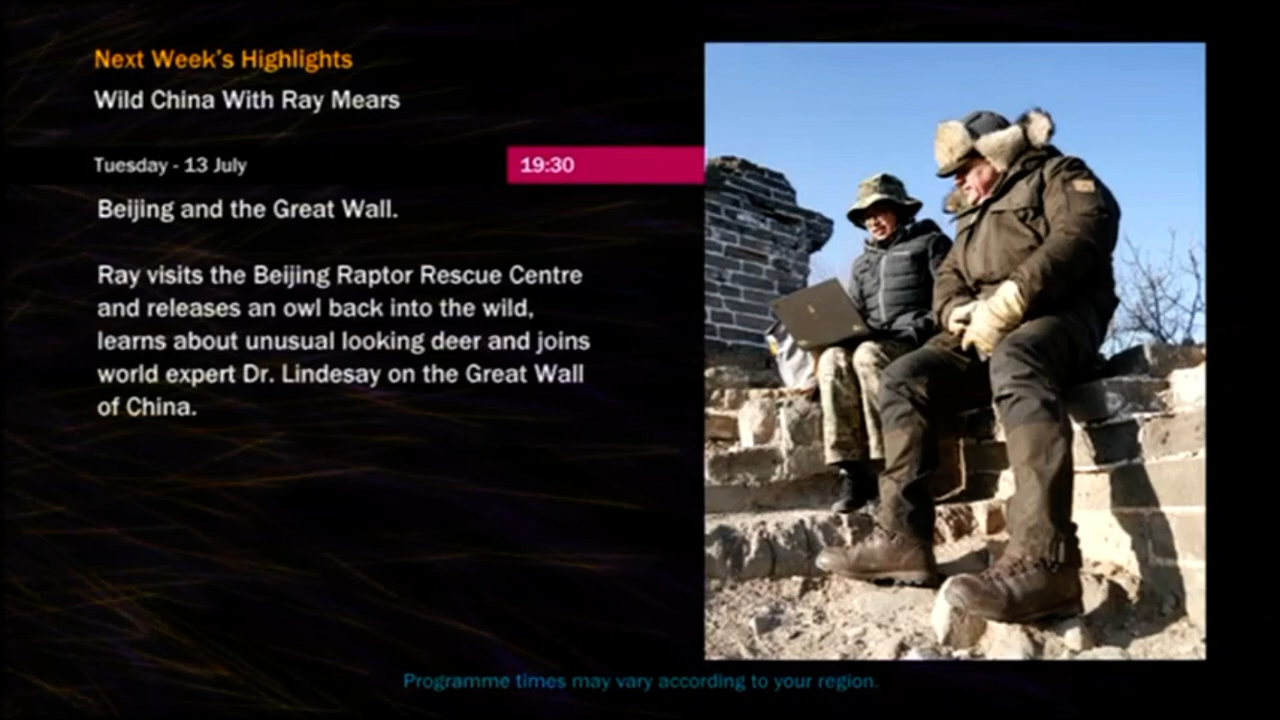 Next Week's Highlights
Wild China With Ray Mears
Tuesday - 13 July
19:30
Beijing and the Great Wall.
Ray visits the Beijing Raptor Rescue Centre
and releases an owl back into the wild,
learns about unusual looking deer and joins
world expert Dr. Lindesay on the Great Wall
of China.
Programme times may vary according to your region.